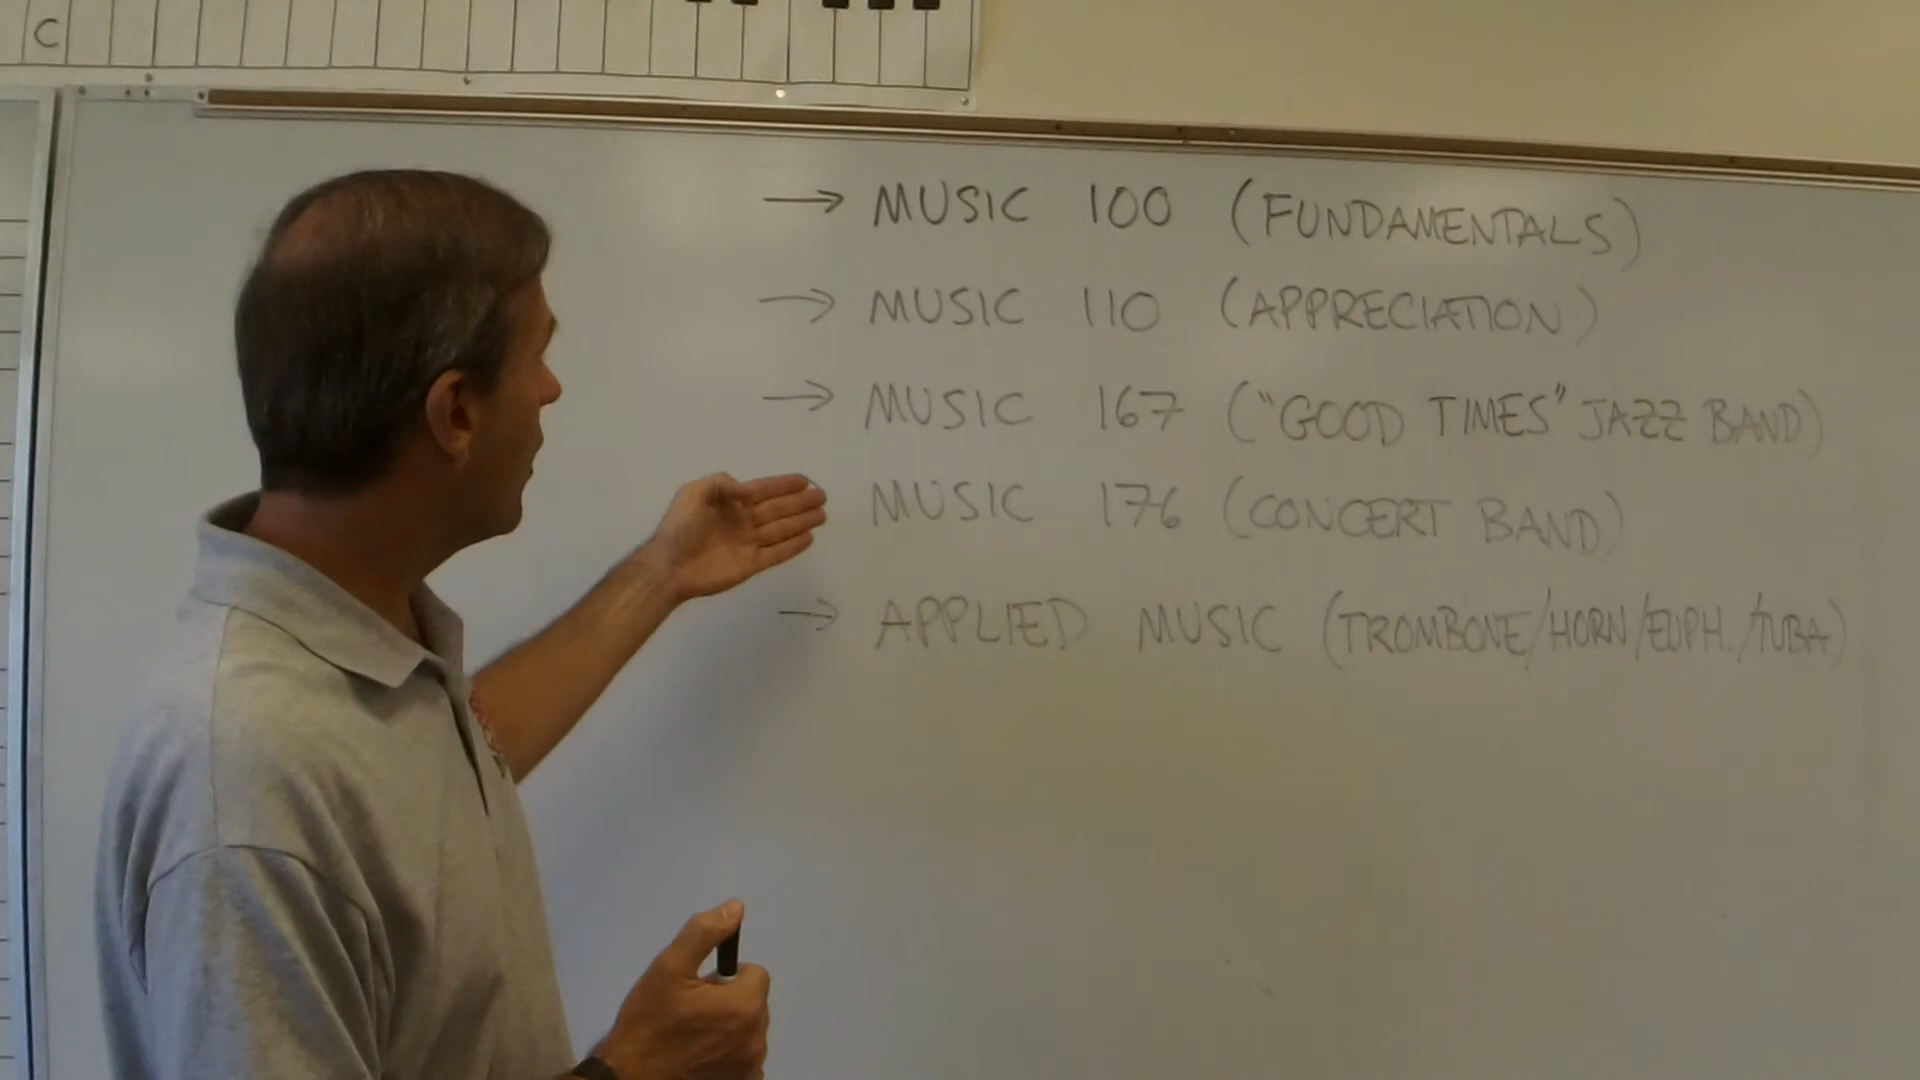 C
→ MUSIC 100 (FUNDAMENTALS)
→ MUSIC 110 (APPRECIATION)
→ MUSIC 167 ("GOOD TIMES" JAZZ BAND)
MUSIC 176 (CONCERT BAND)
→ APPLIED MUSIC (TROMBONE/HORN/EUPH./TUBA)